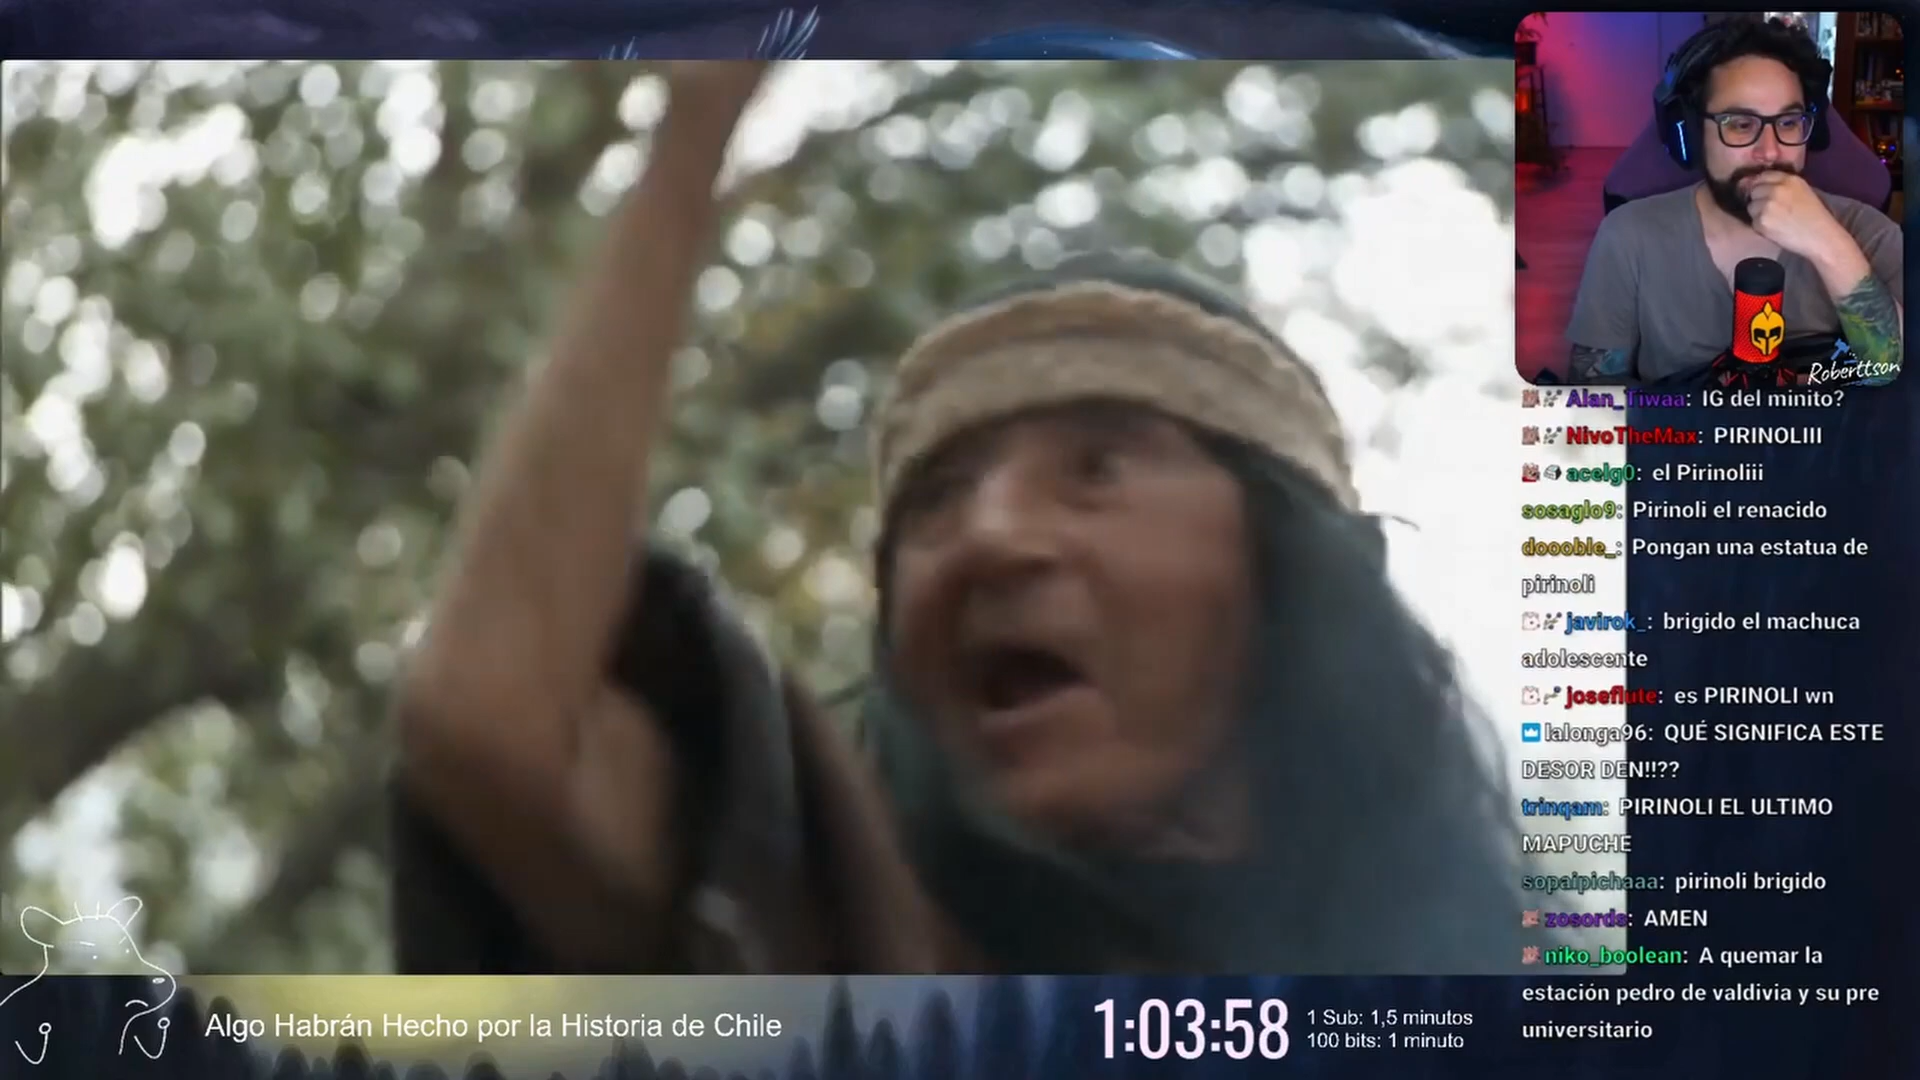 Roberttson
Alan_Tiwaa: IG del minito?
NivoTheMax: PIRINOLIII
acelg0: el Pirinoliii
sosaglo9: Pirinoli el renacido
doooble_: Pongan una estatua de
pirinoli
javirok_: brigido el machuca
adolescente
joseflute: es PIRINOLI wn
lalonga96: QUÉ SIGNIFICA ESTE
DESOR DEN!!??
trinqam: PIRINOLI EL ULTIMO
MAPUCHE
sopaipichaaa: pirinoli brigido
zosords: AMEN
niko_boolean: A quemar la
estación pedro de valdivia y su pre
universitario
Algo Habrán Hecho por la Historia de Chile
1:03:58
1 Sub: 1,5 minutos
100 bits: 1 minuto